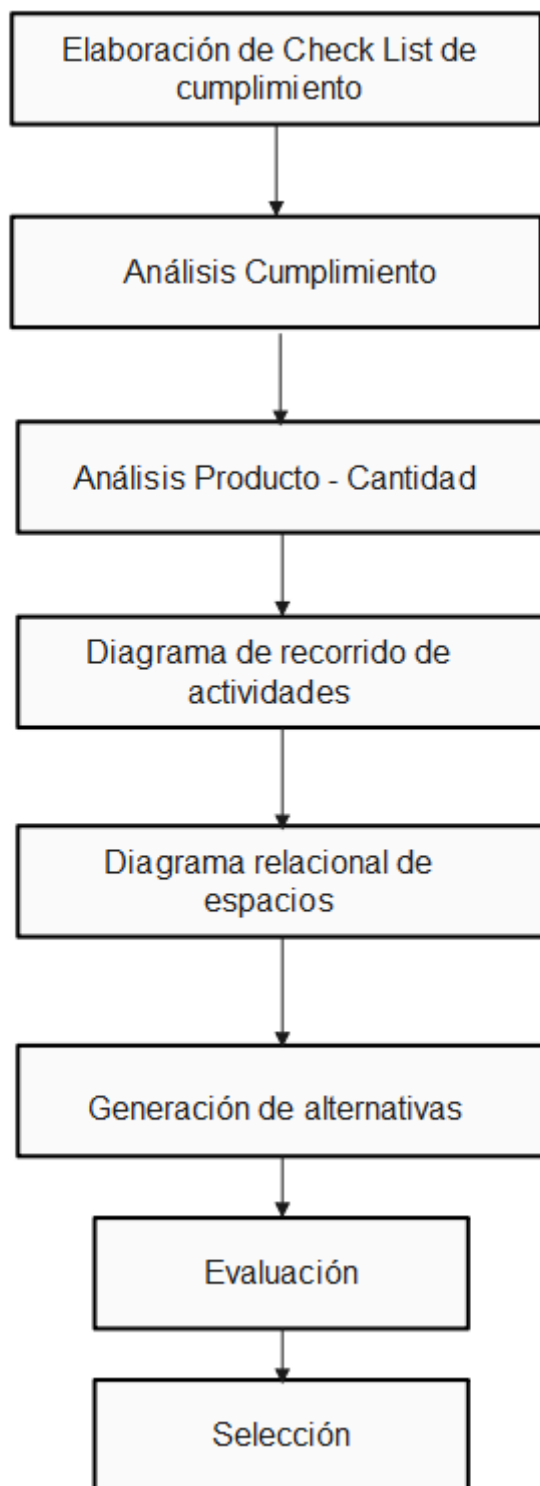 Elaboración de Check List de
cumplimiento
Análisis Cumplimiento
Análisis Producto - Cantidad
Diagrama de recorrido de
actividades
Diagrama relacional de
espacios
Generación de alternativas
Evaluación
Selección